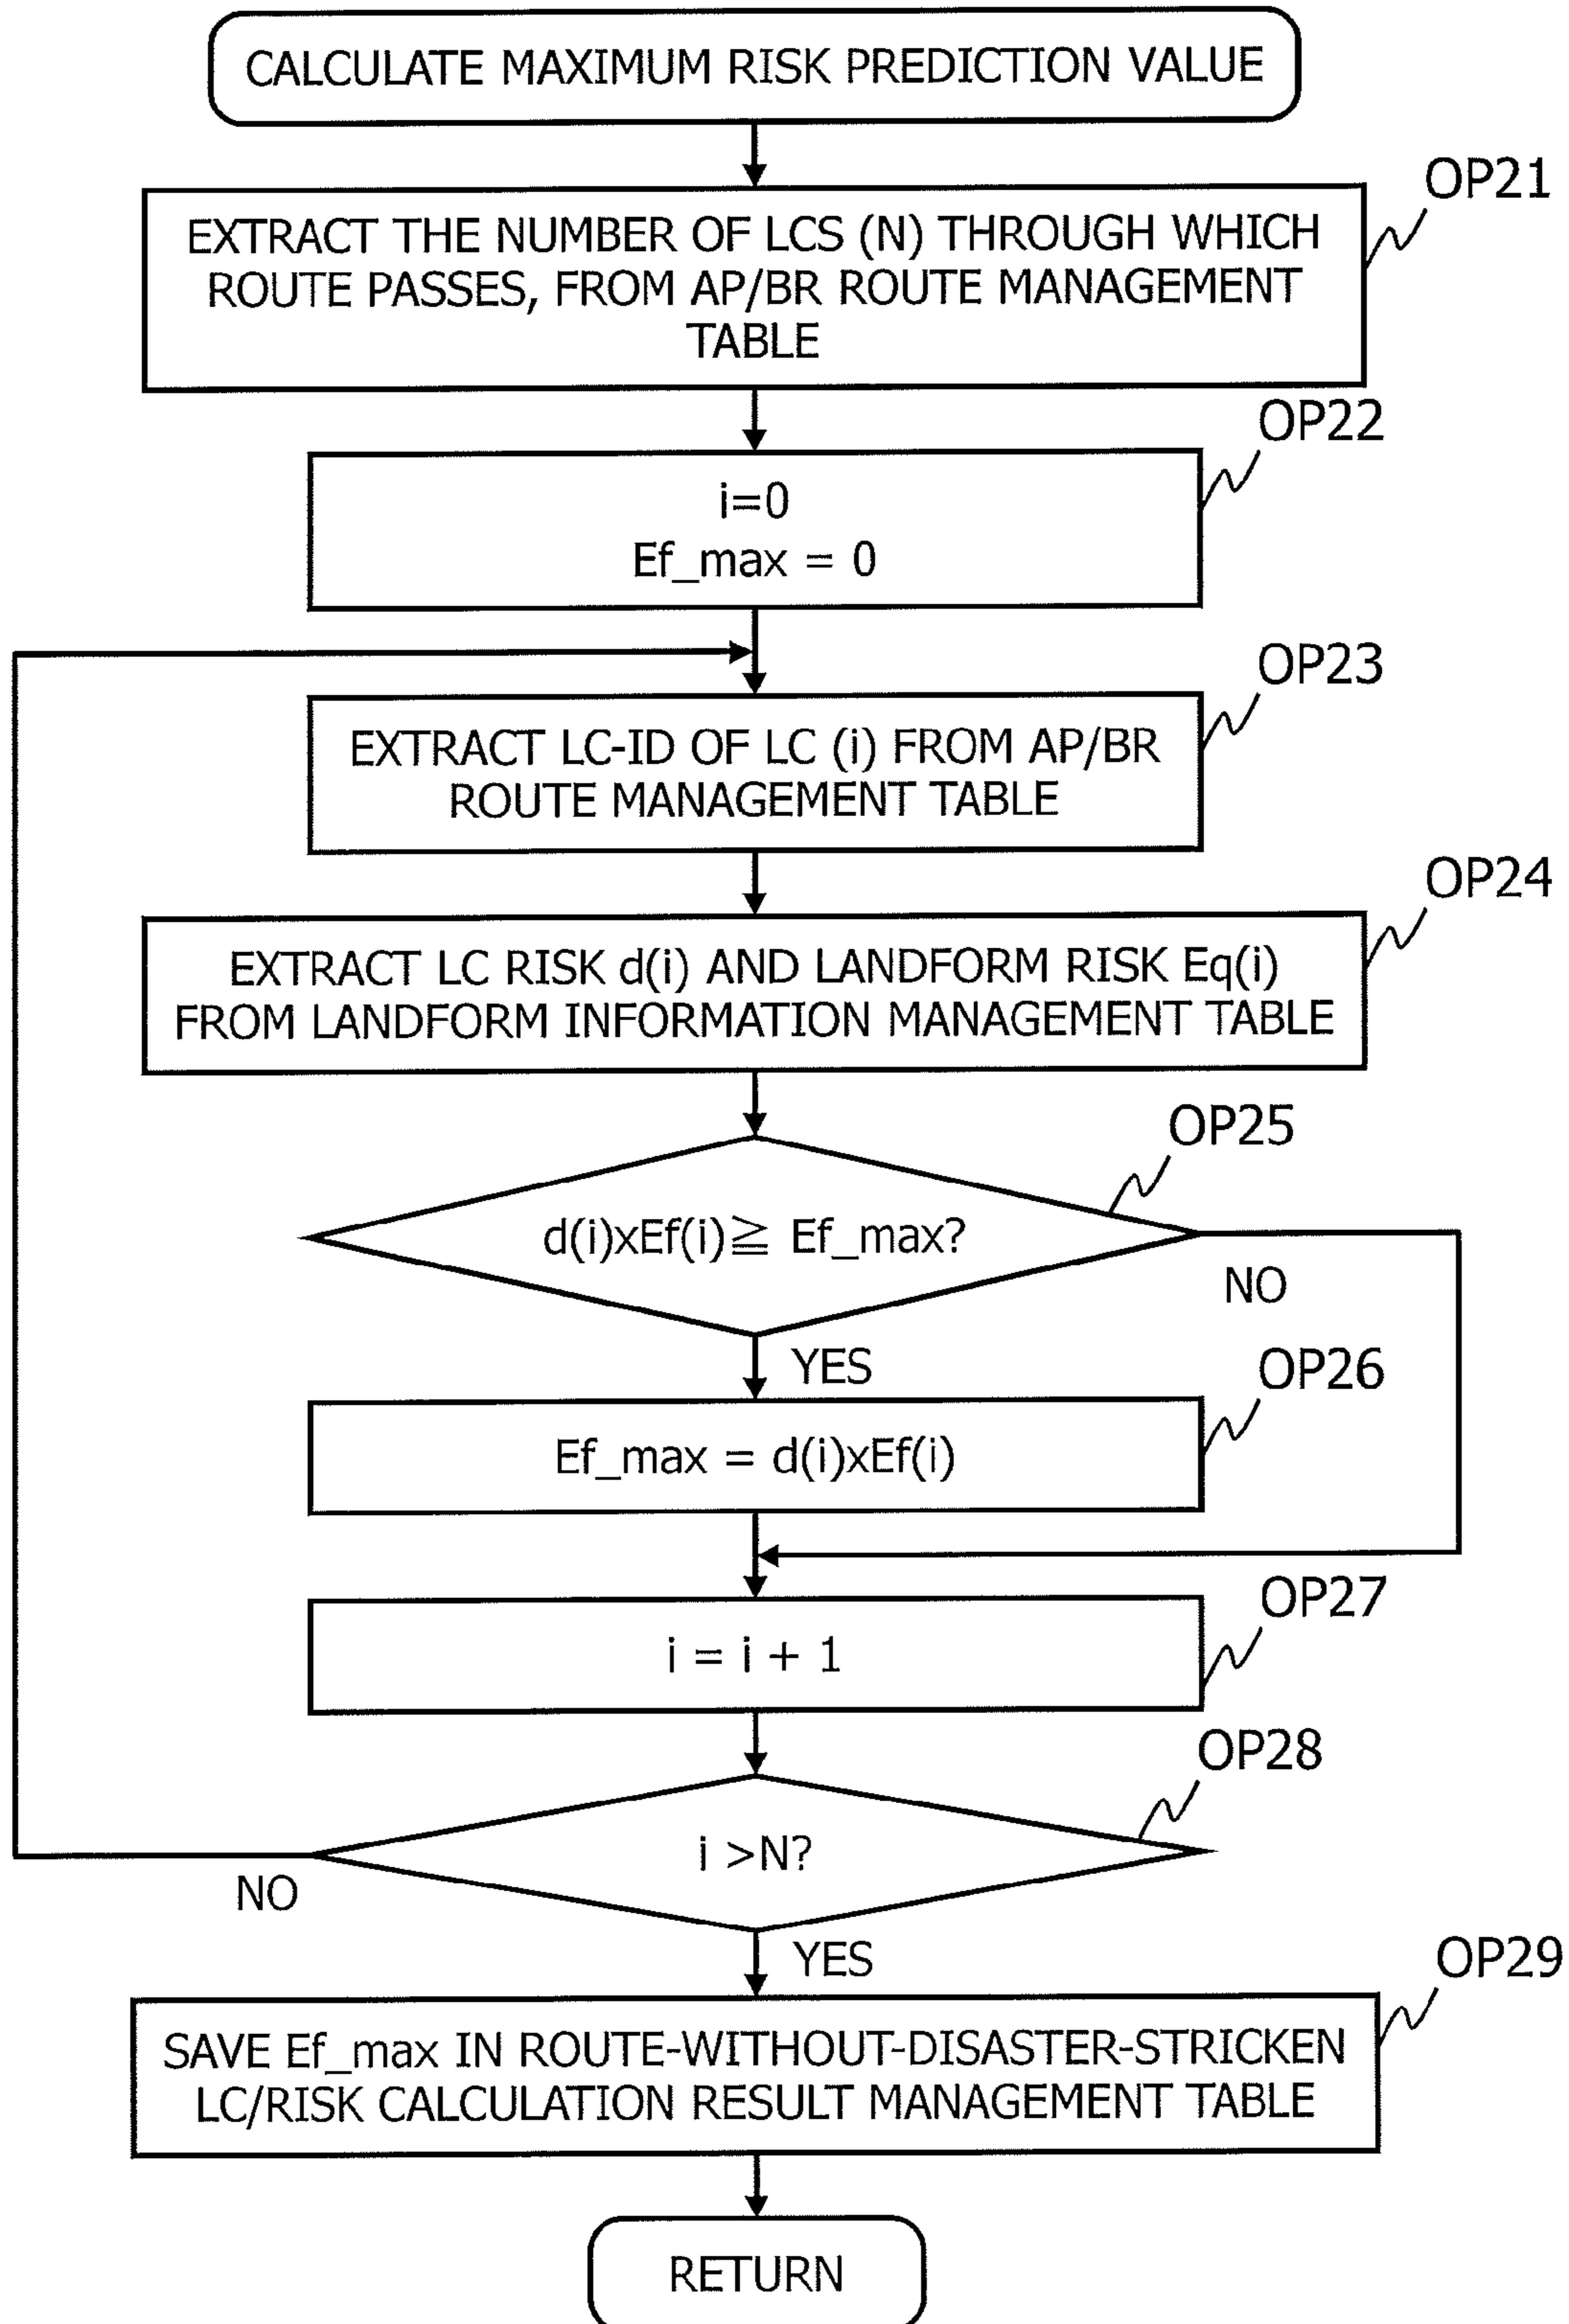 CALCULATE MAXIMUM RISK PREDICTION VALUE
OP21
EXTRACT THE NUMBER OF LCS (N) THROUGH WHICH
ROUTE PASSES, FROM AP/BR ROUTE MANAGEMENT
TABLE
OP22
i=0
Ef_max = 0
OP23
EXTRACT LC-ID OF LC (i) FROM AP/BR
ROUTE MANAGEMENT TABLE
OP24
EXTRACT LC RISK d(i) AND LANDFORM RISK Eq(i)
FROM LANDFORM INFORMATION MANAGEMENT TABLE
OP25
d(i)xEf(i)≧ Ef_max?
NO
YES
OP26
Ef_max = d(i)xEf(i)
OP27
i = i + 1
OP28
i >N?
NO
YES
OP29
SAVE Ef_max IN ROUTE-WITHOUT-DISASTER-STRICKEN
LC/RISK CALCULATION RESULT MANAGEMENT TABLE
RETURN